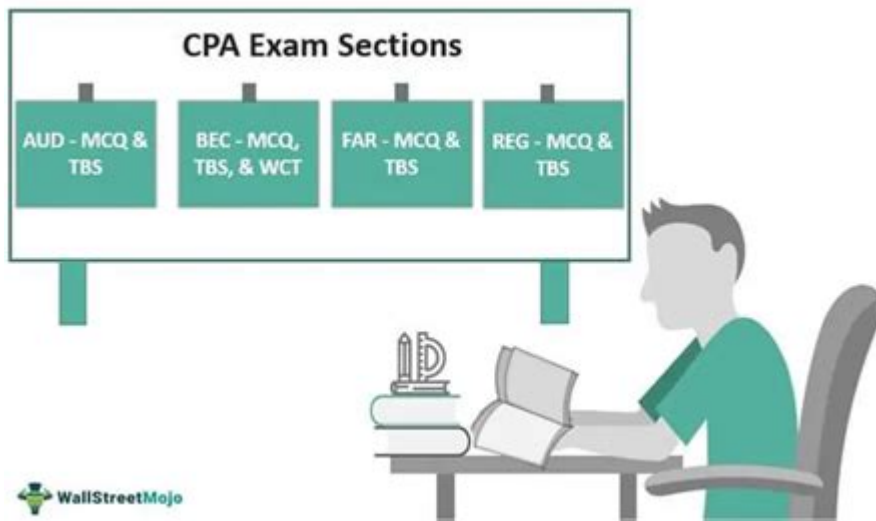 CPA Exam Sections
AUD - MCQ &
TBS
BEC - MCQ,
TBS, & WCT
FAR - MCQ &
TBS
REG - MCQ &
TBS
WallStreetMojo